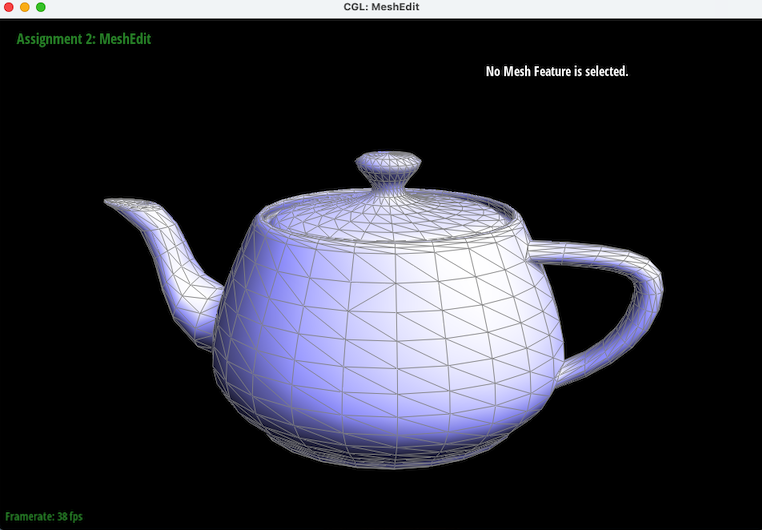 CGL: MeshEdit
Assignment 2: MeshEdit
No Mesh Feature is selected.
Framerate: 38 fps